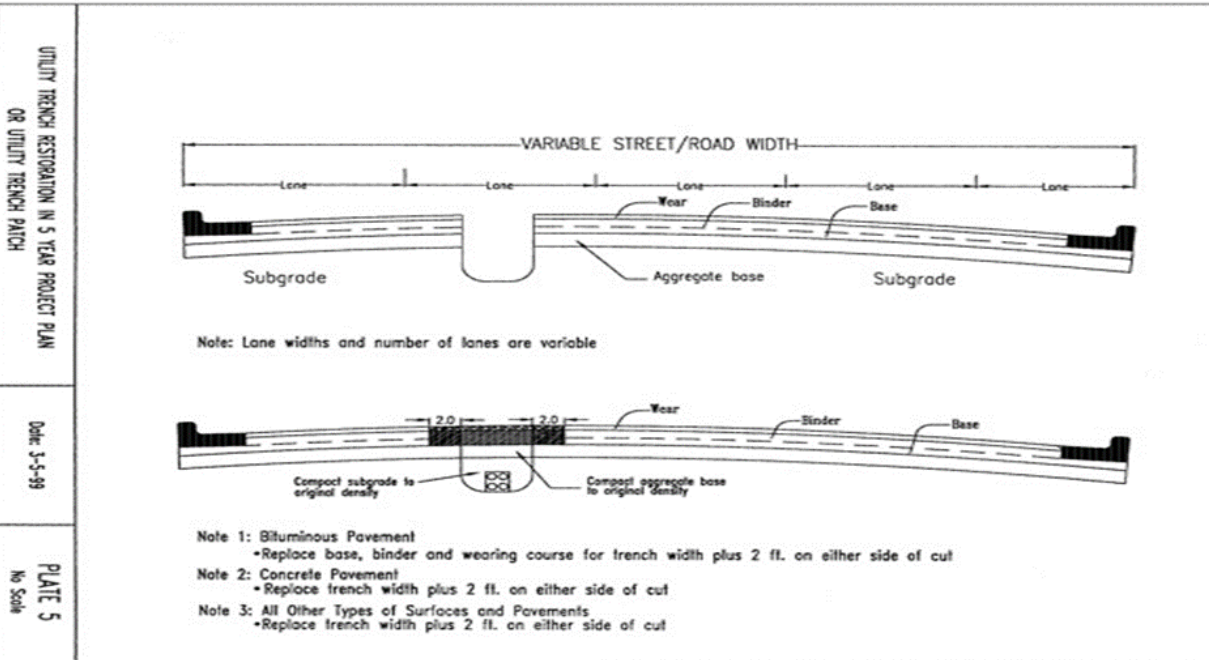 UTILITY TRENCH RESTORATION IN 5 YEAR PROJECT PLAN
OR UTILITY TRENCH PATCH
Date: 3-5-99
PLATE 5
No Scale
VARIABLE STREET/ROAD WIDTH
Lane Lane Lane Lane Lane
Wear Binder Base
Subgrade Aggregate base Subgrade
Note: Lane widths and number of lanes are variable
2.0 2.0 Wear Binder Base
Compact subgrade to
original density
Compact aggregate base
to original density
Note 1: Bituminous Pavement
•Replace base, binder and wearing course for trench width plus 2 ft. on either side of cut
Note 2: Concrete Pavement
•Replace trench width plus 2 ft. on either side of cut
Note 3: All Other Types of Surfaces and Pavements
•Replace trench width plus 2 ft. on either side of cut